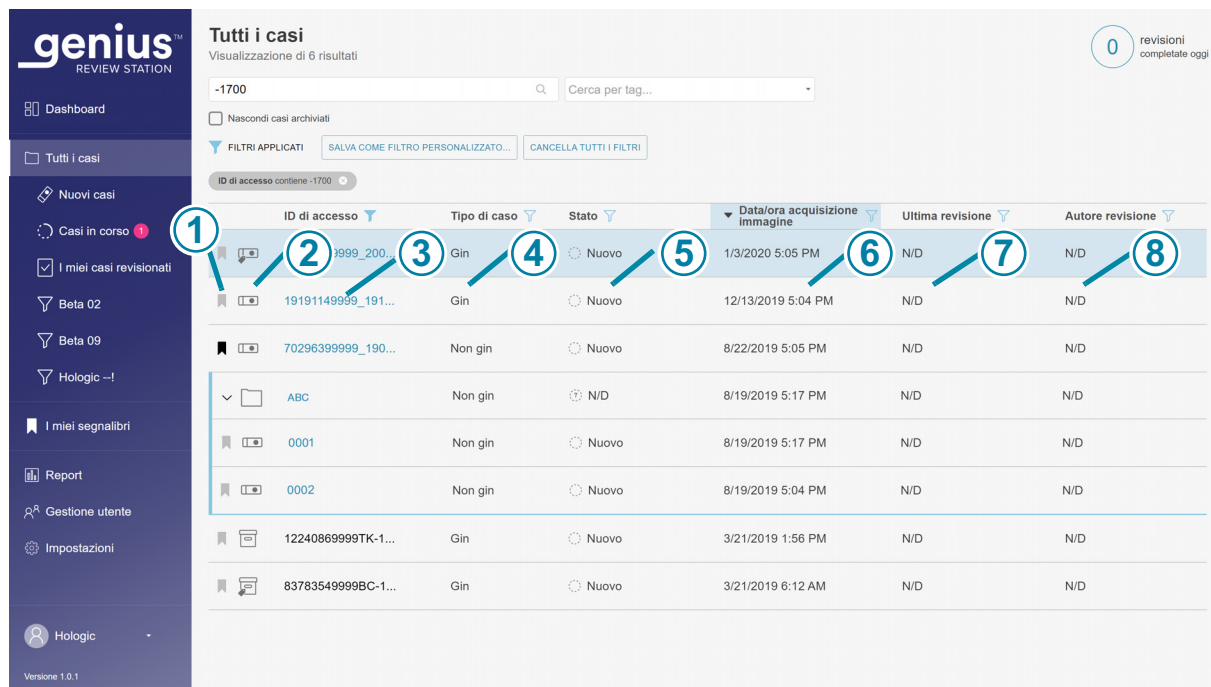 genius™
REVIEW STATION
Dashboard
Tutti i casi
Nuovi casi
Casi in corso 1
I miei casi revisionati
Beta 02
Beta 09
Hologic --!
I miei segnalibri
Report
Gestione utente
Impostazioni
Hologic
Versione 1.0.1
Tutti i casi
Visualizzazione di 6 risultati
0 revisioni
completate oggi
-1700 Cerca per tag...
Nascondi casi archiviati
FILTRI APPLICATI SALVA COME FILTRO PERSONALIZZATO... CANCELLA TUTTI I FILTRI
ID di accesso contiene -1700
ID di accesso Tipo di caso Stato Data/ora acquisizione immagine Ultima revisione Autore revisione
1 2 3 4 5 6 7 8
9999_200... Gin Nuovo 1/3/2020 5:05 PM N/D N/D
19191149999_191... Gin Nuovo 12/13/2019 5:04 PM N/D N/D
70296399999_190... Non gin Nuovo 8/22/2019 5:05 PM N/D N/D
ABC Non gin ? N/D 8/19/2019 5:17 PM N/D N/D
0001 Non gin Nuovo 8/19/2019 5:17 PM N/D N/D
0002 Non gin Nuovo 8/19/2019 5:04 PM N/D N/D
12240869999TK-1... Gin Nuovo 3/21/2019 1:56 PM N/D N/D
83783549999BC-1... Gin Nuovo 3/21/2019 6:12 AM N/D N/D